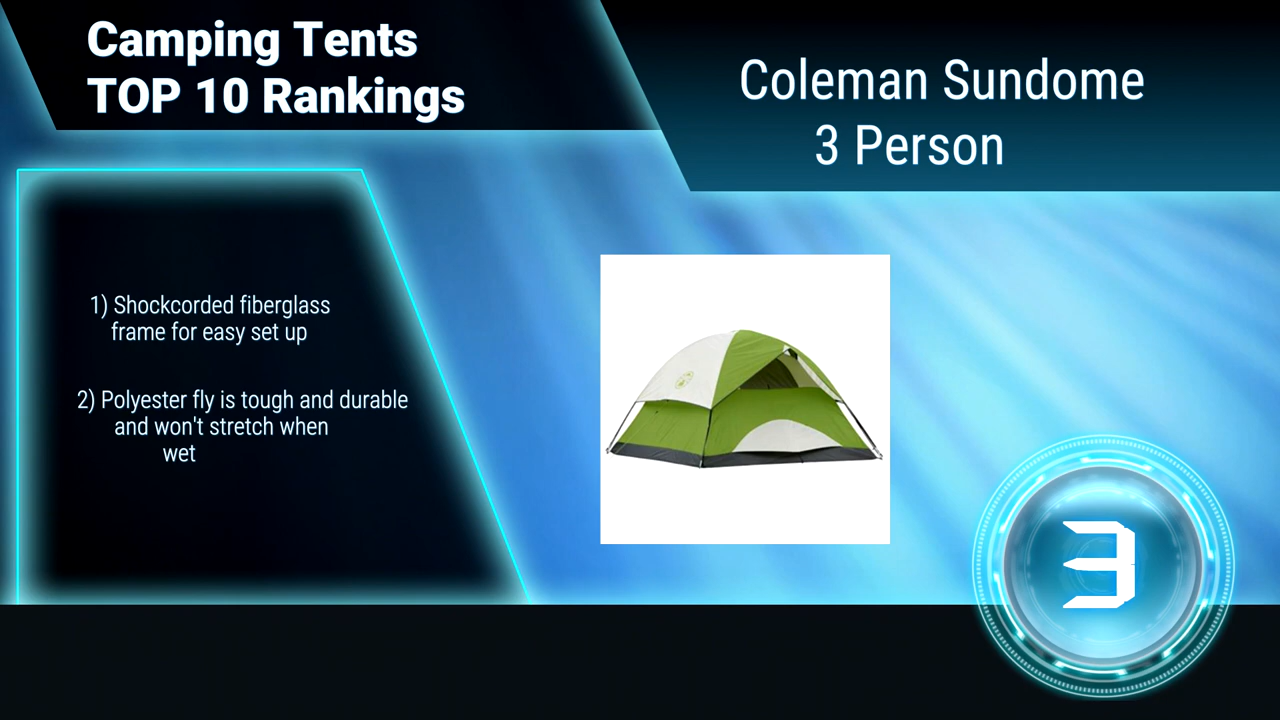 Camping Tents
TOP 10 Rankings
Coleman Sundome
3 Person
1) Shockcorded fiberglass
frame for easy set up
2) Polyester fly is tough and durable
and won't stretch when
wet
3